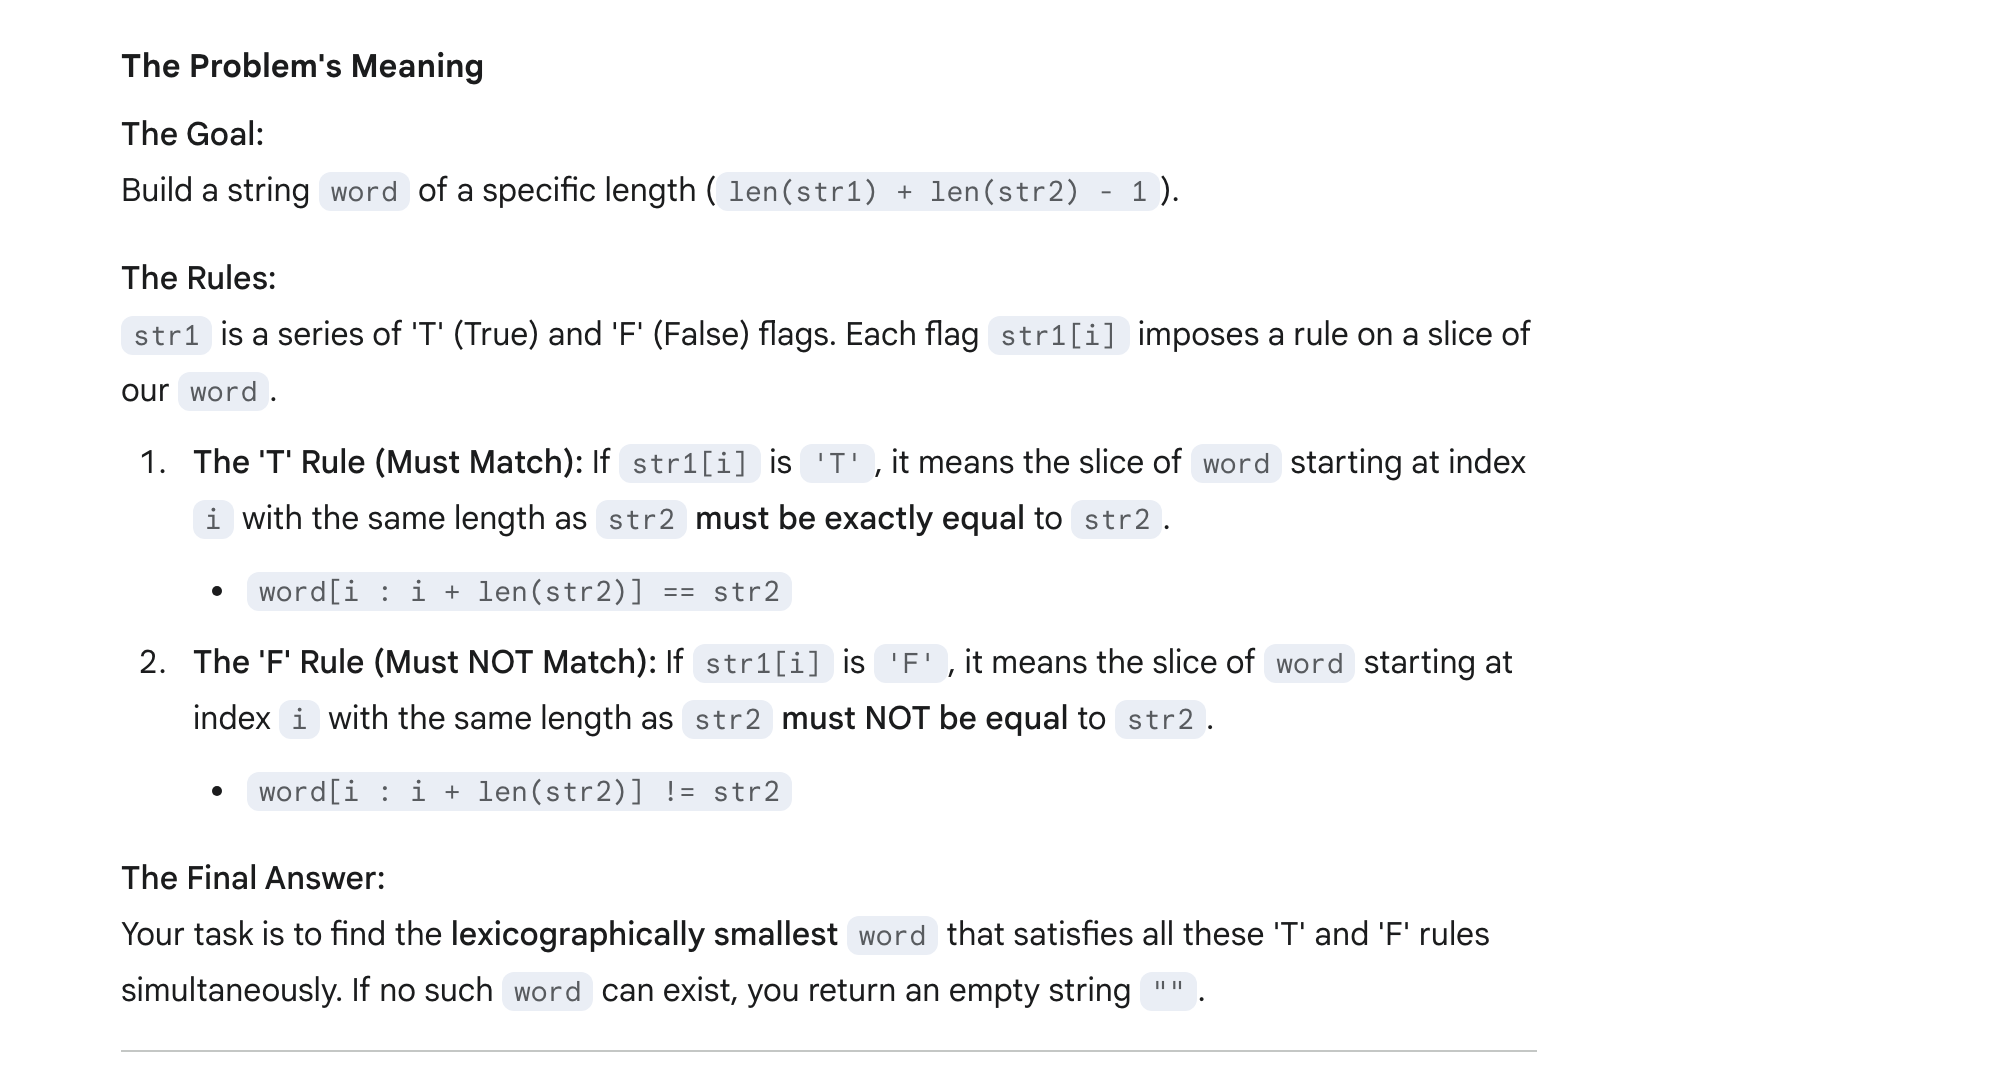 The Problem's Meaning
The Goal:
Build a string word of a specific length ( len(str1) + len(str2) - 1 ).
The Rules:
str1 is a series of 'T' (True) and 'F' (False) flags. Each flag str1[i] imposes a rule on a slice of
our word .
1. The 'T' Rule (Must Match): If str1[i] is 'T' , it means the slice of word starting at index
i with the same length as str2 must be exactly equal to str2 .
• word[i : i + len(str2)] == str2
2. The 'F' Rule (Must NOT Match): If str1[i] is 'F' , it means the slice of word starting at
index i with the same length as str2 must NOT be equal to str2 .
• word[i : i + len(str2)] != str2
The Final Answer:
Your task is to find the lexicographically smallest word that satisfies all these 'T' and 'F' rules
simultaneously. If no such word can exist, you return an empty string "" .